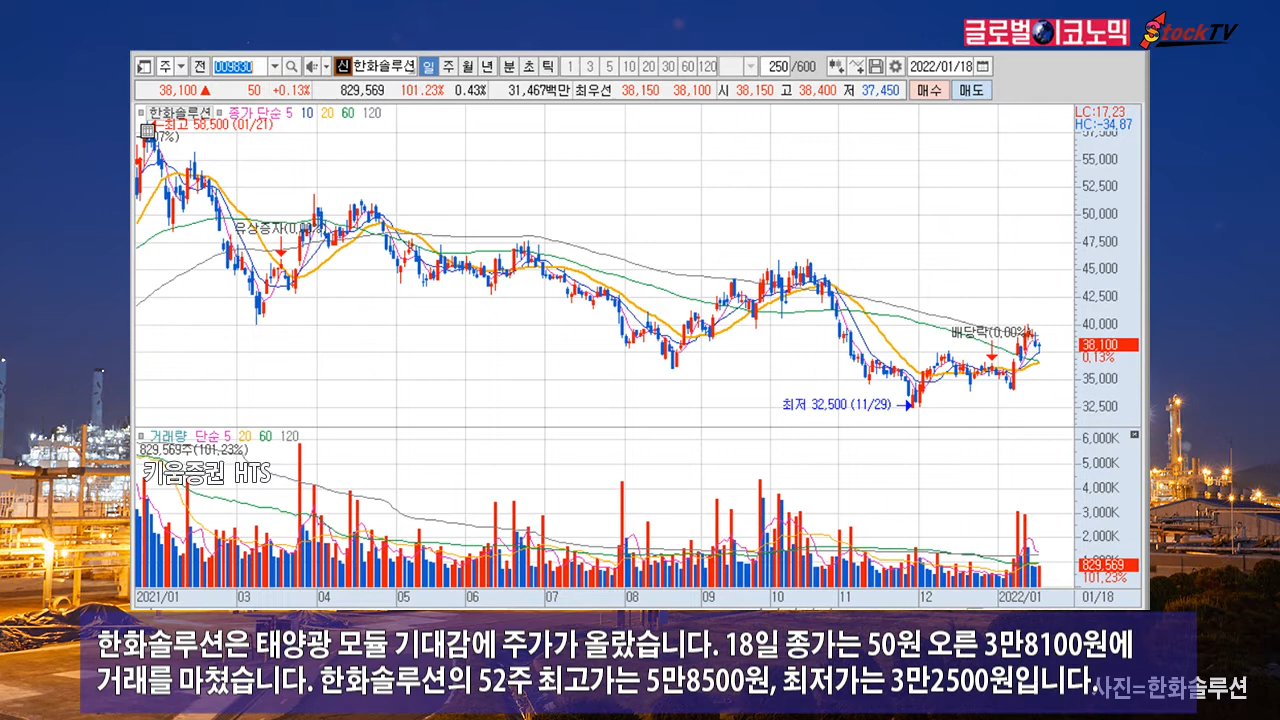 글로벌이코노믹 StockTV
주 전 009830 신 한화솔루션 일 주 월 년 분 초 틱 1 3 5 10 20 30 60 120 250 /600 2022/01/18
38,100 ▲ 50 +0.13% 829,569 101.23% 0.43% 31,467백만 최우선 38,150 38,100 시 38,150 고 38,400 저 37,450 매수 매도
한화솔루션 종가 단순 5 10 20 60 120
LC:17,23
최고 58,500 (01/21)
HC:-34,87
57,500
55,000
52,500
50,000
유상증자(0,00%)
47,500
45,000
42,500
40,000
배당락(0,00%)
38,100
0,13%
35,000
최저 32,500 (11/29)
32,500
거래량 단순 5 20 60 120
6,000K
829,569주(101,23%)
5,000K
키움증권 HTS
4,000K
3,000K
2,000K
829,569
101,23%
2021/01 03 04 05 06 07 08 09 10 11 12 2022/01 01/18
한화솔루션은 태양광 모듈 기대감에 주가가 올랐습니다. 18일 종가는 50원 오른 3만8100원에
거래를 마쳤습니다. 한화솔루션의 52주 최고가는 5만8500원, 최저가는 3만2500원입니다.
사진=한화솔루션